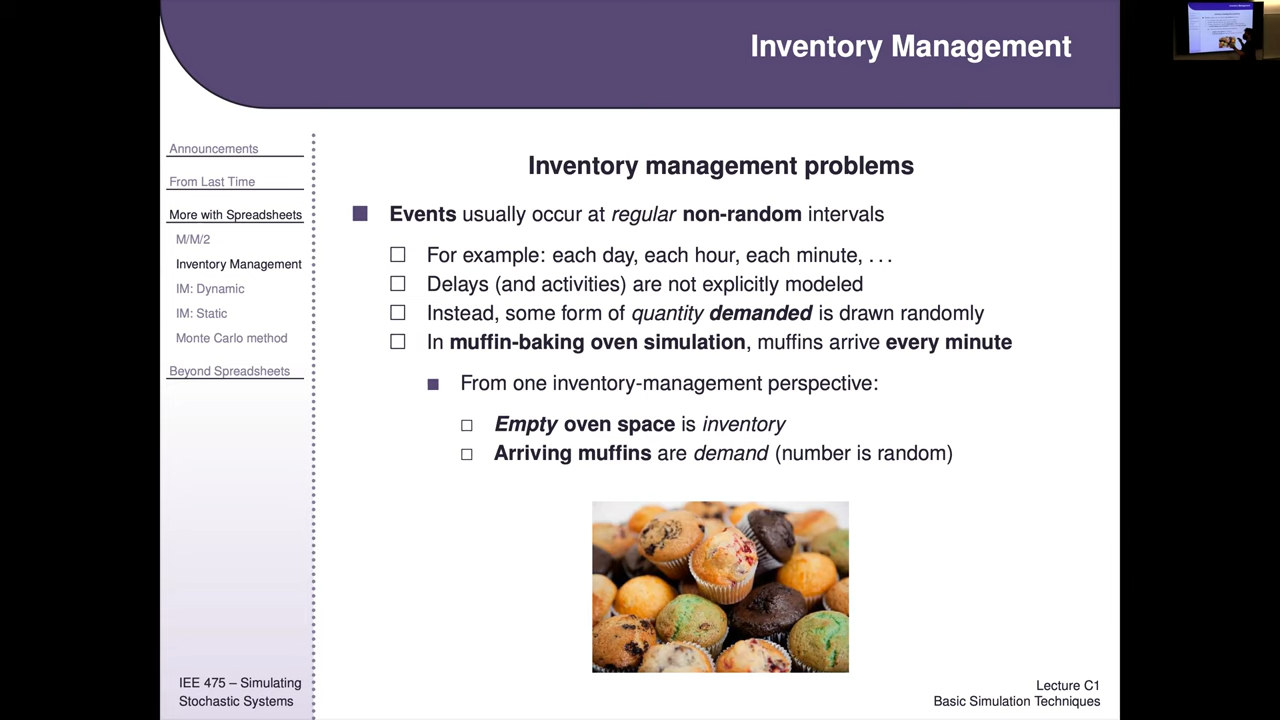 Inventory Management
Announcements
From Last Time
More with Spreadsheets
M/M/2
Inventory Management
IM: Dynamic
IM: Static
Monte Carlo method
Beyond Spreadsheets
Inventory management problems
Events usually occur at regular non-random intervals
For example: each day, each hour, each minute, . . .
Delays (and activities) are not explicitly modeled
Instead, some form of quantity demanded is drawn randomly
In muffin-baking oven simulation, muffins arrive every minute
From one inventory-management perspective:
Empty oven space is inventory
Arriving muffins are demand (number is random)
IEE 475 – Simulating
Stochastic Systems
Lecture C1
Basic Simulation Techniques